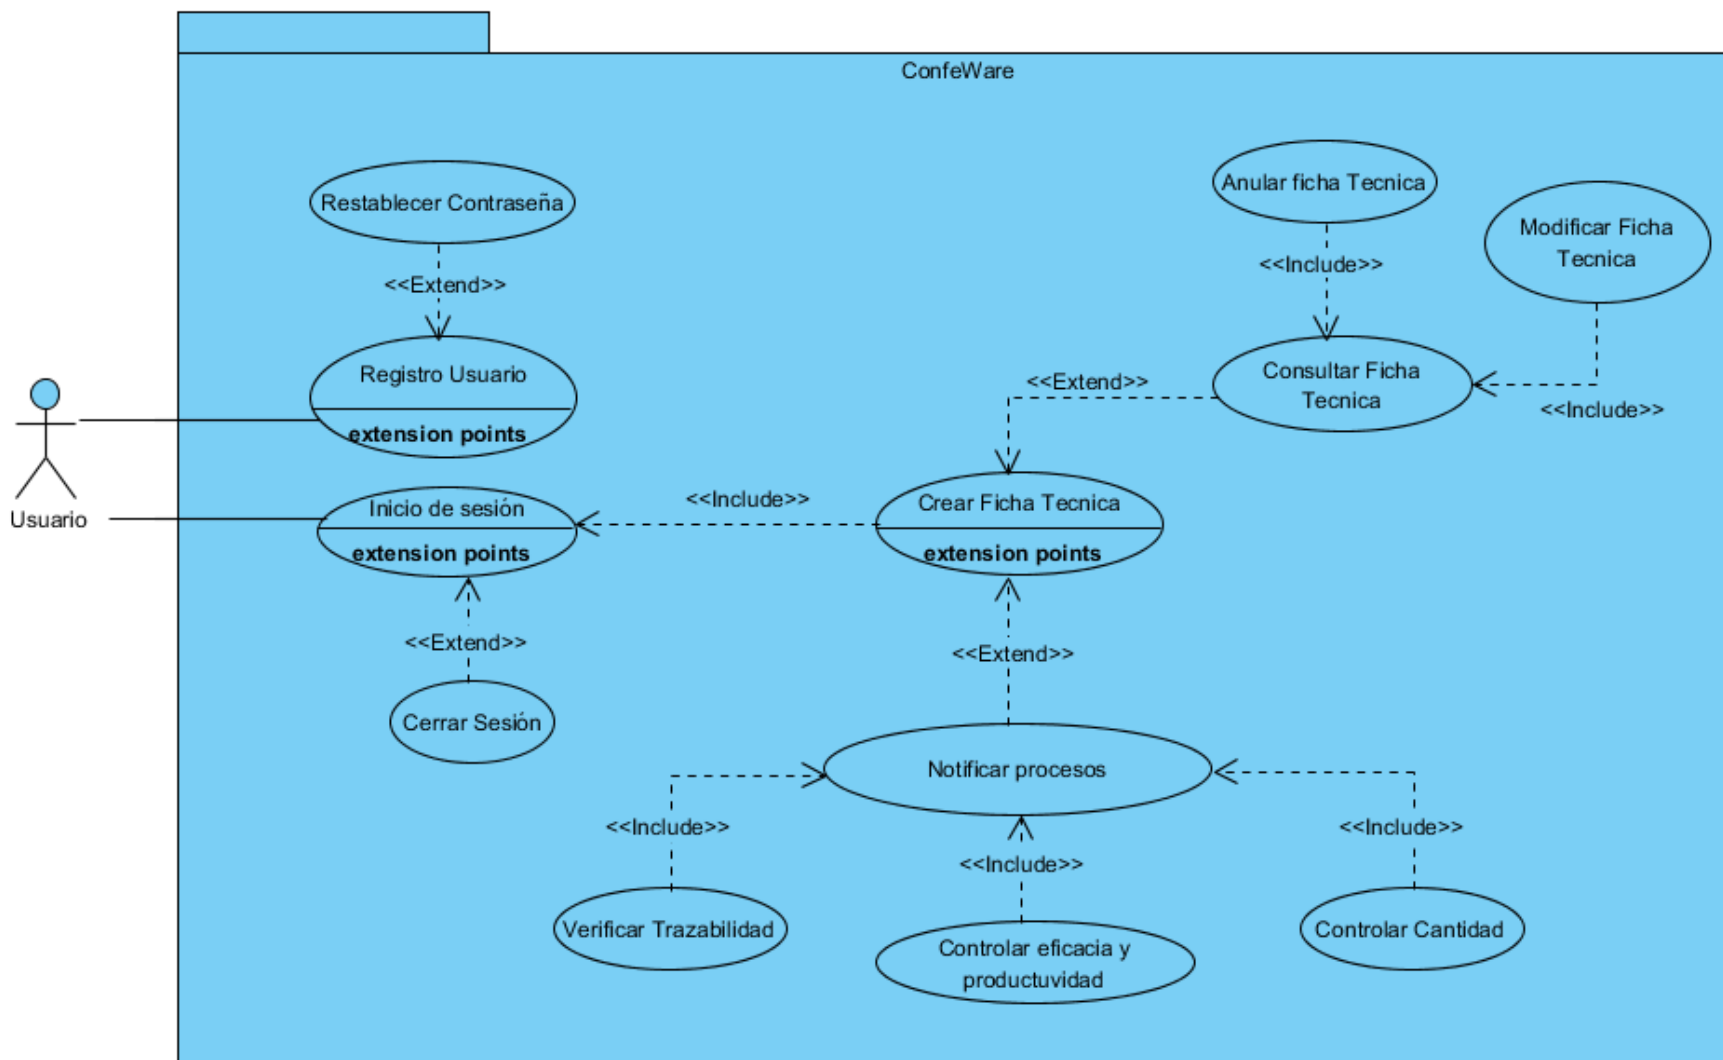 ConfeWare
Anular ficha Tecnica
Restablecer Contraseña
Modificar Ficha
Tecnica
<<Include>>
<<Extend>>
Registro Usuario
extension points
Consultar Ficha
Tecnica
<<Extend>>
<<Include>>
Usuario
Inicio de sesión
extension points
<<Include>>
Crear Ficha Tecnica
extension points
<<Extend>>
<<Extend>>
Cerrar Sesión
Notificar procesos
<<Include>>
<<Include>>
<<Include>>
Verificar Trazabilidad
Controlar eficacia y
productuvidad
Controlar Cantidad